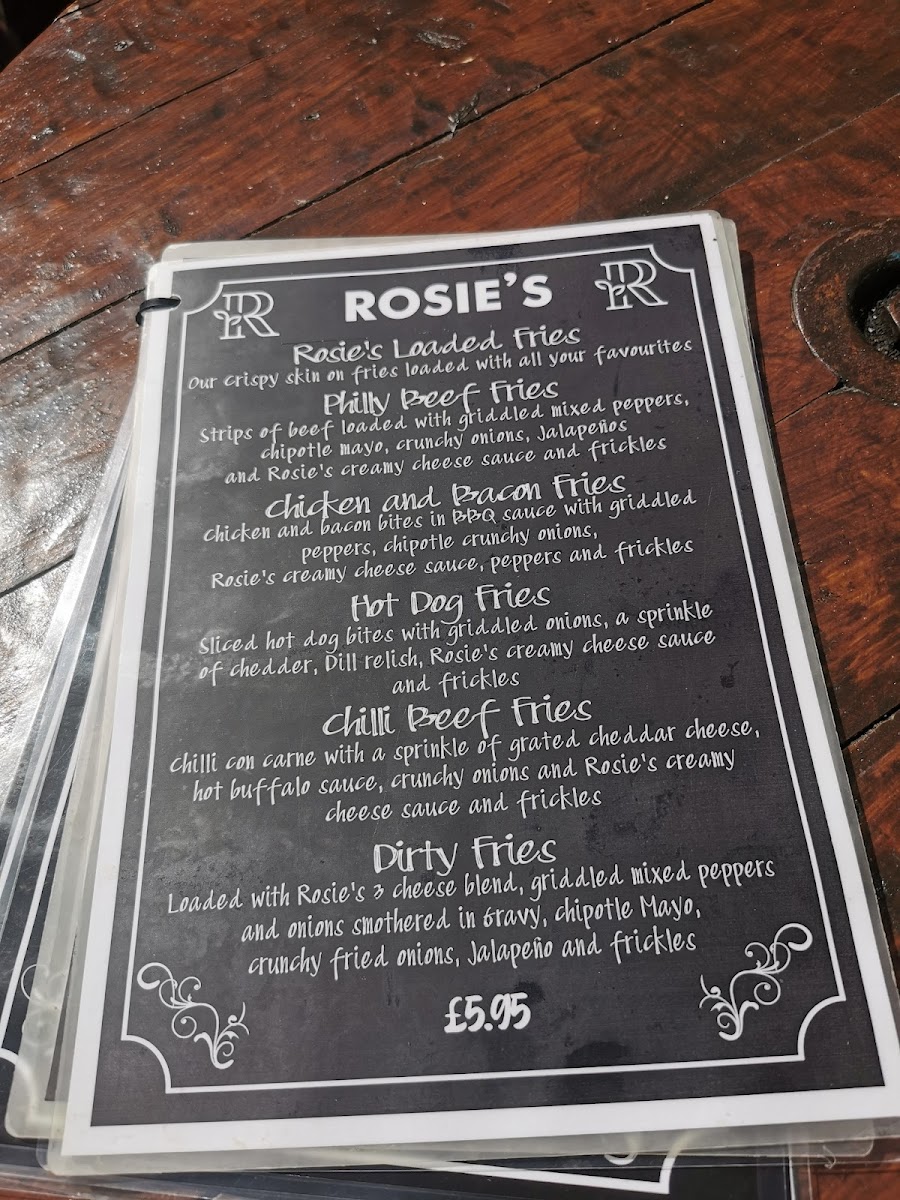 R ROSIE'S R
Rosie's Loaded Fries
Our crispy skin on fries loaded with all your favourites
Philly Beef Fries
Strips of beef loaded with griddled mixed peppers,
chipotle mayo, crunchy onions, Jalapeños
and Rosie's creamy cheese sauce and frickles
Chicken and Bacon Fries
Chicken and bacon bites in BBQ sauce with griddled
peppers, chipotle crunchy onions,
Rosie's creamy cheese sauce, peppers and frickles
Hot Dog Fries
Sliced hot dog bites with griddled onions, a sprinkle
of chedder, Dill relish, Rosie's creamy cheese sauce
and frickles
Chilli Beef Fries
Chilli con carne with a sprinkle of grated cheddar cheese,
hot buffalo sauce, crunchy onions and Rosie's creamy
cheese sauce and frickles
Dirty Fries
Loaded with Rosie's 3 cheese blend, griddled mixed peppers
and onions smothered in Gravy, chipotle Mayo,
crunchy fried onions, Jalapeño and frickles
£5.95